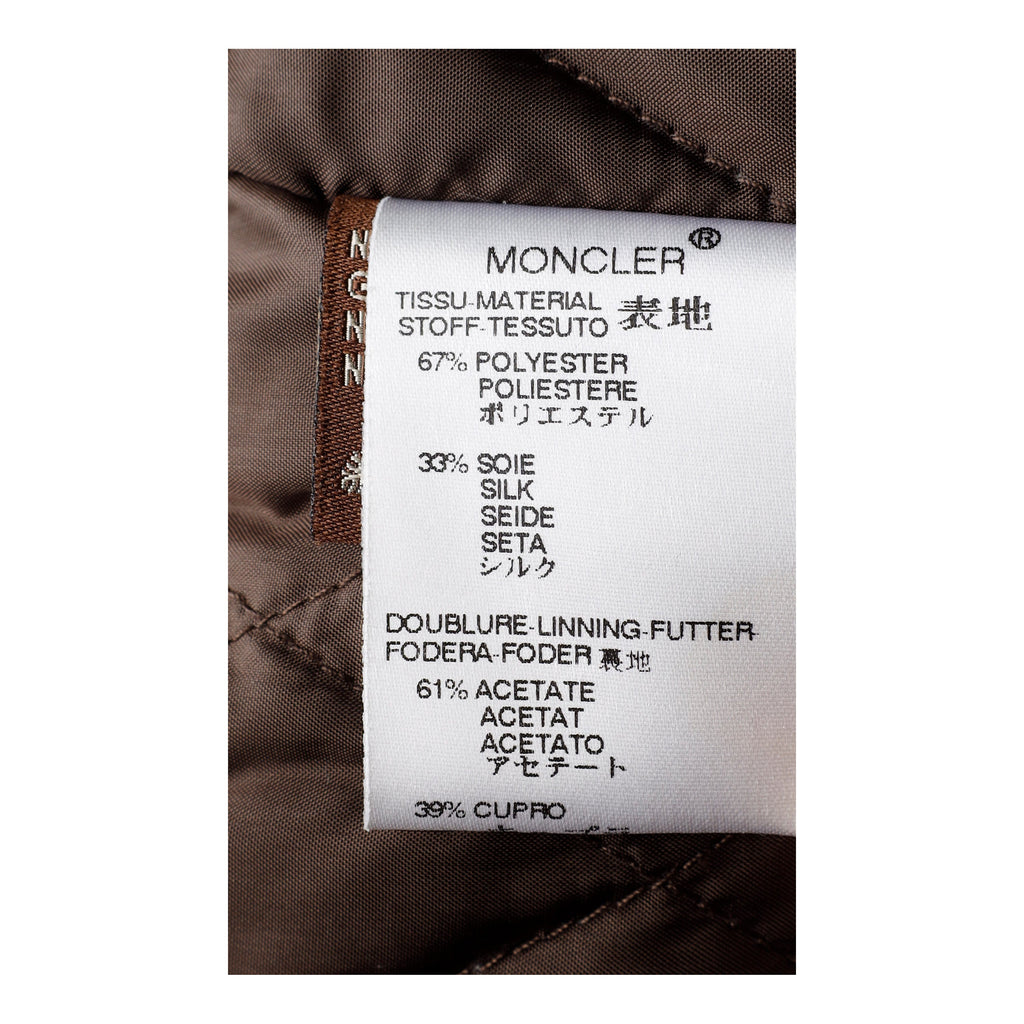 MONCLER®
TISSU-MATERIAL
STOFF-TESSUTO 表地
67% POLYESTER
POLIESTERE
ポリエステル
33% SOIE
SILK
SEIDE
SETA
シルク
DOUBLURE-LINNING-FUTTER
FODERA-FODER 裏地
61% ACETATE
ACETAT
ACETATO
アセテート
39% CUPRO